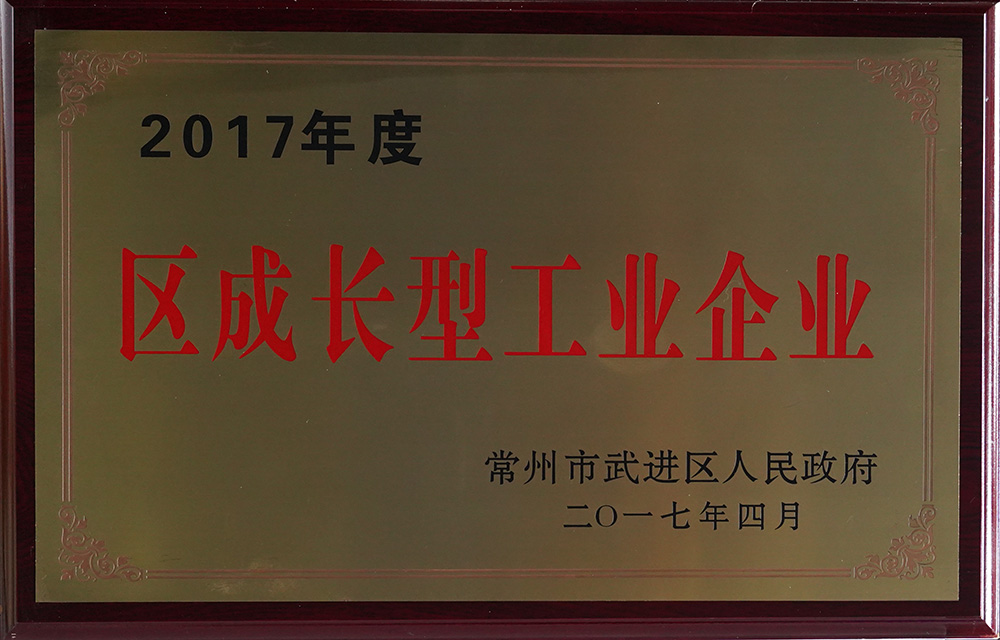 2017年度
区成长型工业企业
常州市武进区人民政府
二〇一七年四月